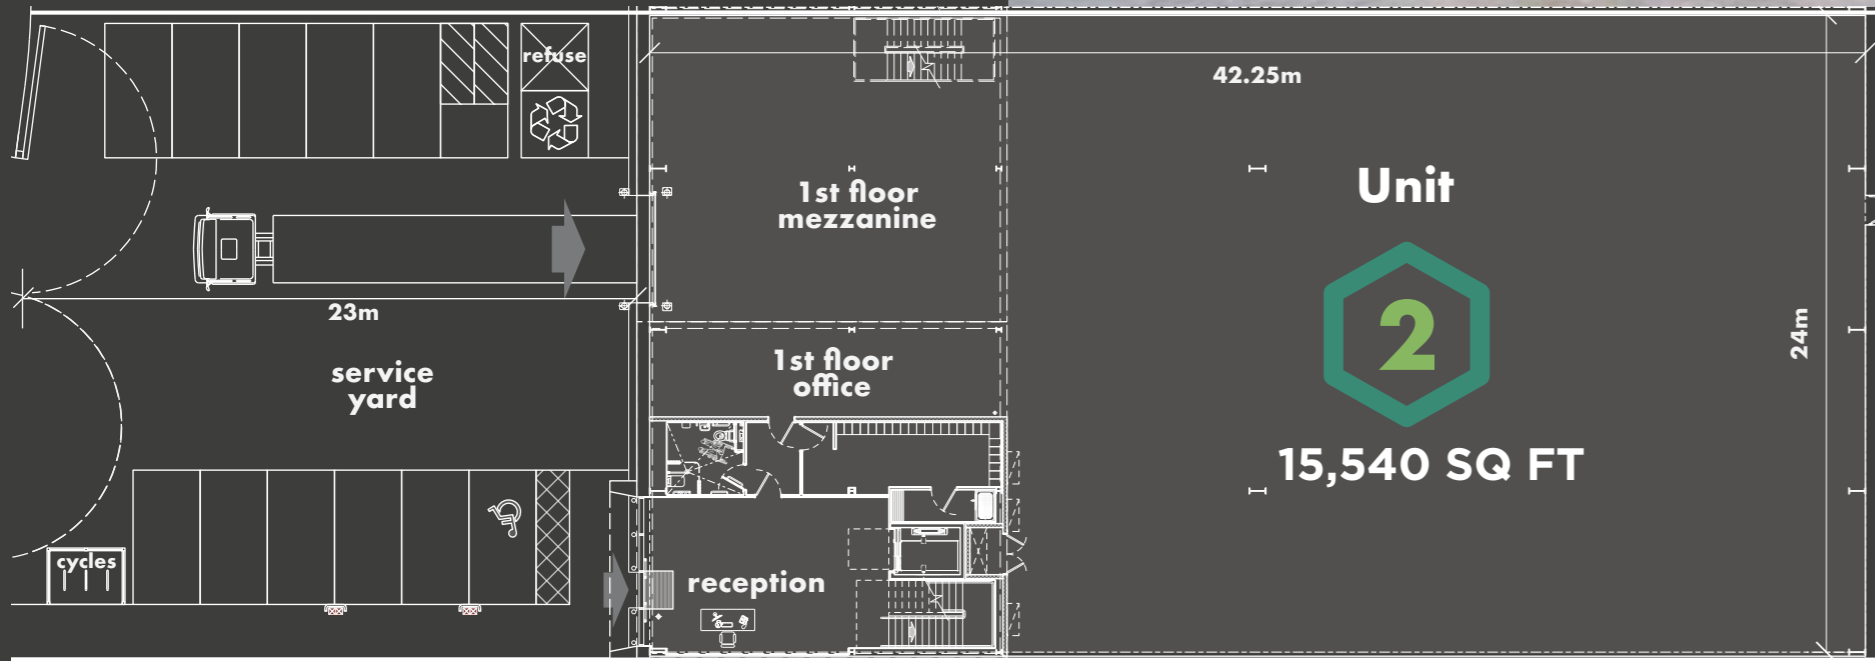 refuse
42.25m
1st floor
mezzanine
Unit
2
15,540 SQ FT
24m
23m
service
yard
1st floor
office
cycles
reception